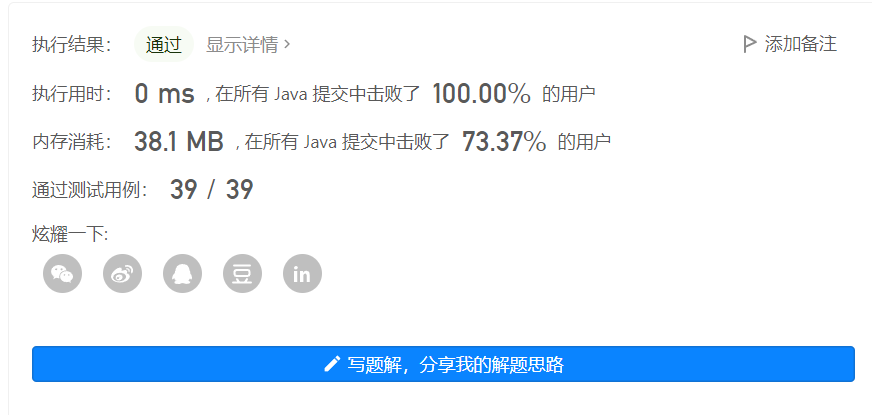 执行结果： 通过 显示详情 › 添加备注
执行用时： 0 ms , 在所有 Java 提交中击败了 100.00% 的用户
内存消耗： 38.1 MB , 在所有 Java 提交中击败了 73.37% 的用户
通过测试用例： 39 / 39
炫耀一下:
豆 in
写题解，分享我的解题思路